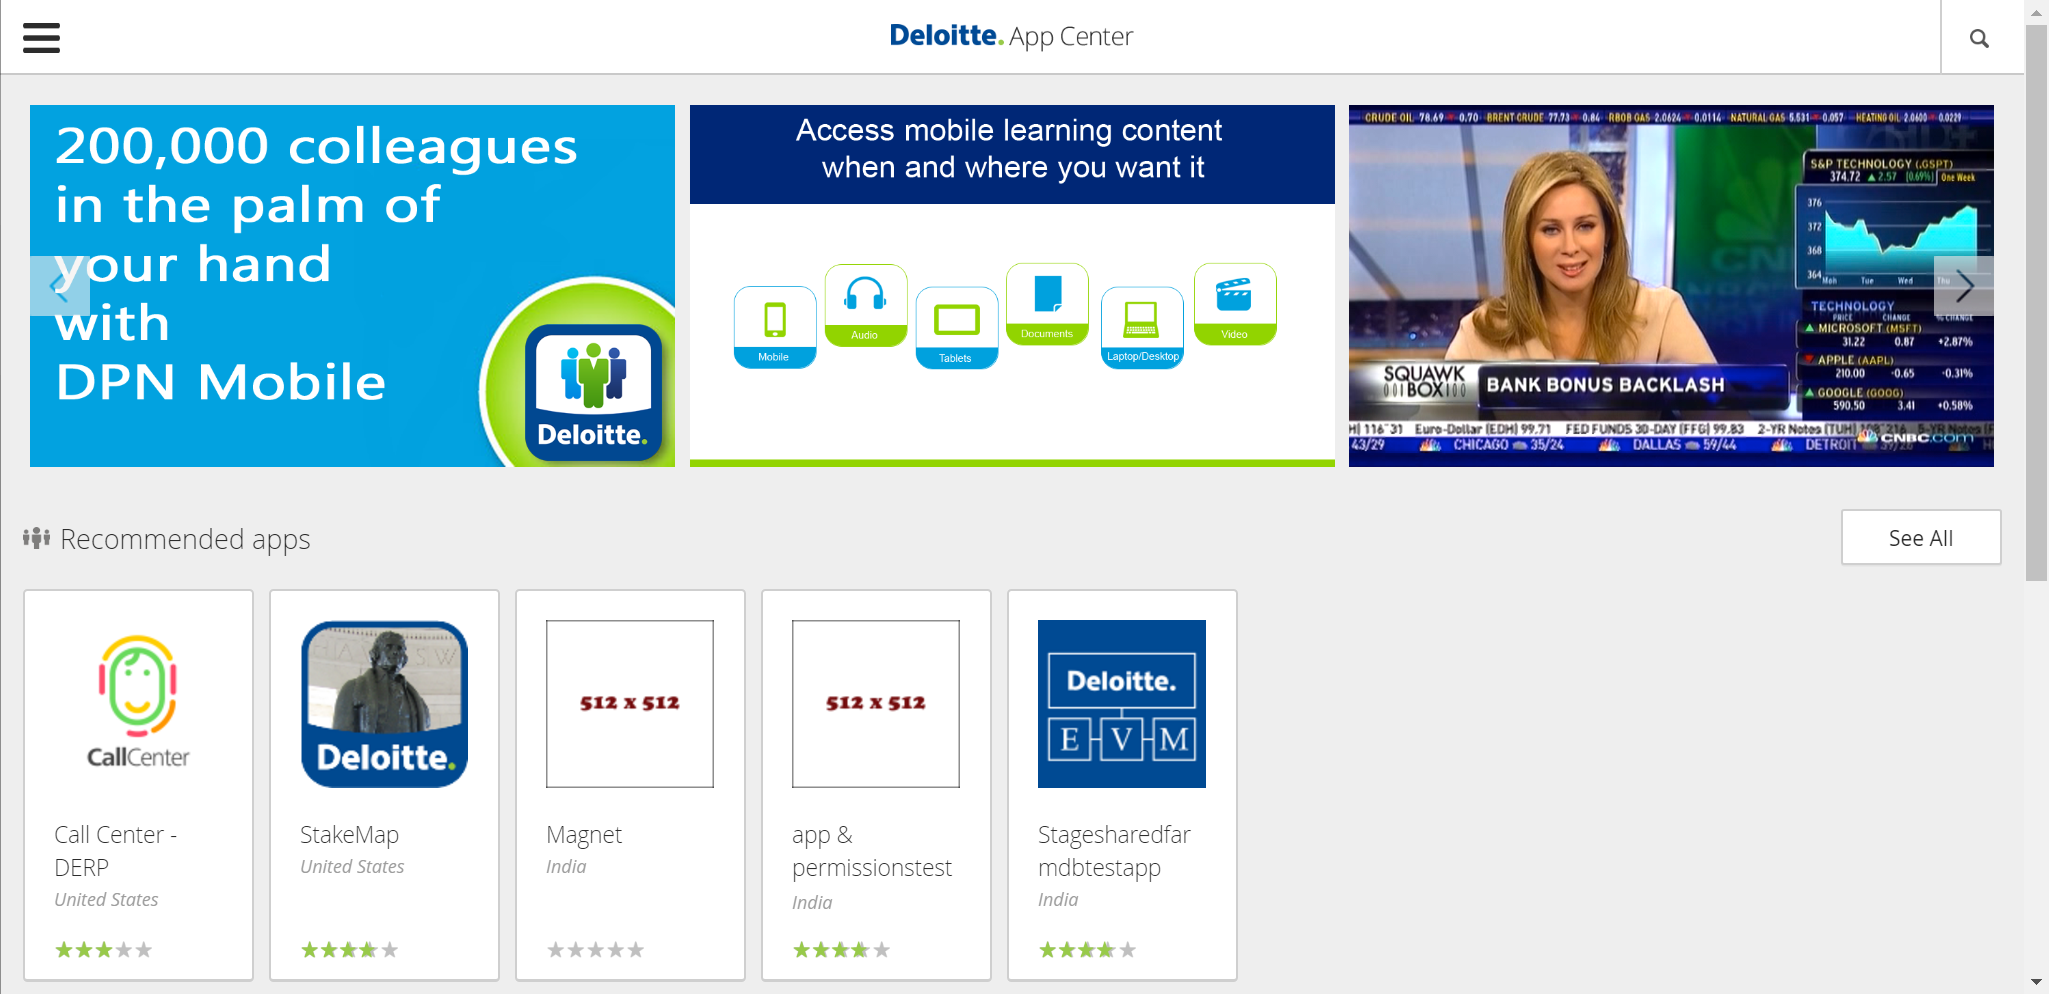 Deloitte. App Center
200,000 colleagues
in the palm of
your hand
with
DPN Mobile
Deloitte.
Access mobile learning content
when and where you want it
Mobile
Audio
Tablets
Documents
Laptop/Desktop
Video
CRUDE OIL 78.69 0.70 BRENT CRUDE 77.73 0.84 RBOB GAS 2.0624 0.0114 NATURAL GAS 5.531 0.057 HEATING OIL 2.0600 0.0229
S&P TECHNOLOGY (.GSPT)
374.72 ▲ 2.57 (0.69%) One Week
376
372
368
364
Mon Tue Wed Thu
TECHNOLOGY
PRICE CHANGE % CHANGE
▲ MICROSOFT (MSFT)
31.22 0.87 +2.87%
▼ APPLE (AAPL)
210.00 -0.65 -0.31%
▲ GOOGLE (GOOG)
590.50 3.41 +0.58%
SQUAWK
BOX
BANK BONUS BACKLASH
116 31 Euro-Dollar (EDH) 99.71 FED FUNDS 30-DAY (FFG) 99.83 2-YR Notes (TUH) 5-YR Notes
43/29 CHICAGO 35/24 DALLAS 59/44 DETROIT
CNBC.com
Recommended apps
See All
CallCenter
Call Center -
DERP
United States
Deloitte.
StakeMap
United States
512 x 512
Magnet
India
512 x 512
app &
permissionstest
India
Deloitte.
E V M
Stagesharedfar
mdbtestapp
India